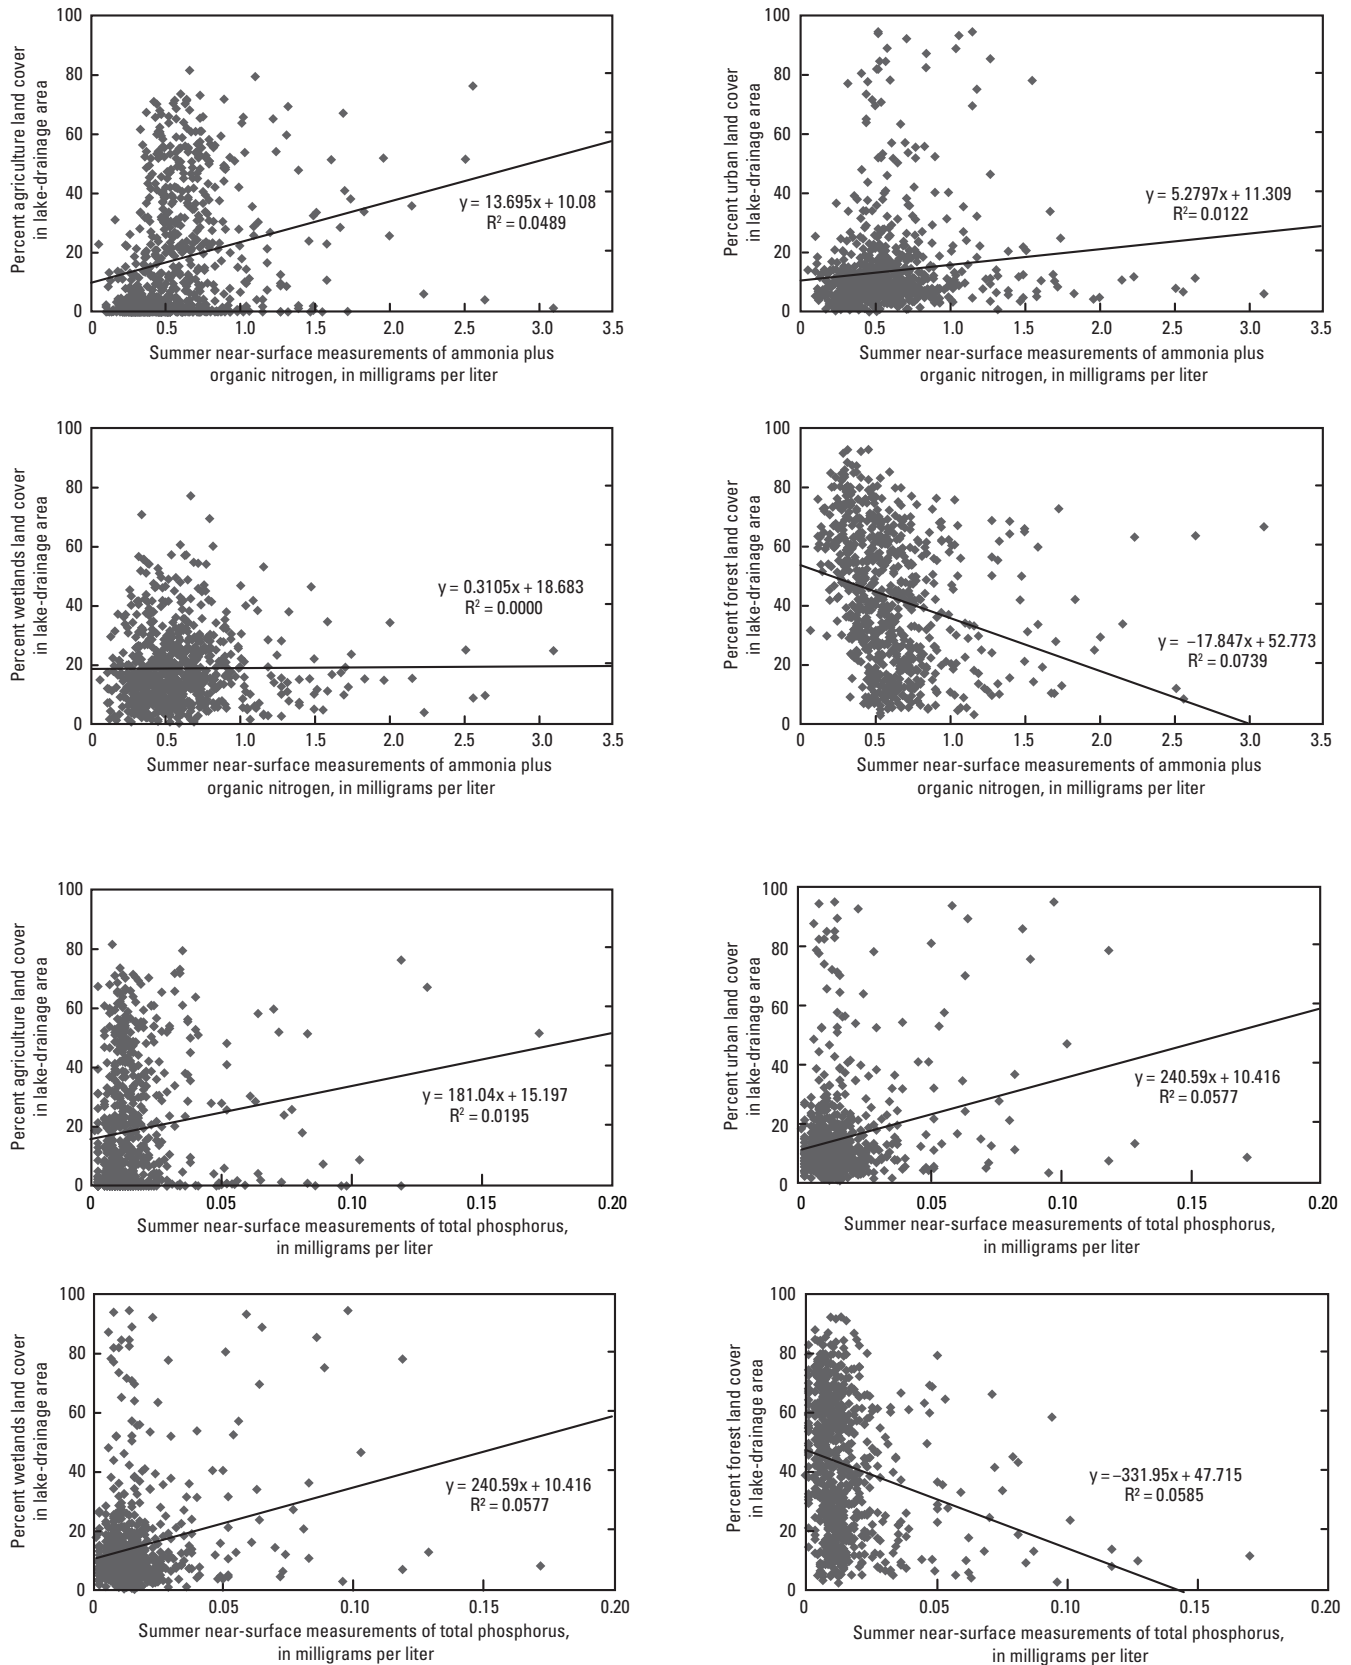 100
80
60
40
20
0
Percent agriculture land cover
in lake-drainage area
y = 13.695x + 10.08
R² = 0.0489
0 0.5 1.0 1.5 2.0 2.5 3.0 3.5
Summer near-surface measurements of ammonia plus
organic nitrogen, in milligrams per liter
100
80
60
40
20
0
Percent urban land cover
in lake-drainage area
y = 5.2797x + 11.309
R² = 0.0122
0 0.5 1.0 1.5 2.0 2.5 3.0 3.5
Summer near-surface measurements of ammonia plus
organic nitrogen, in milligrams per liter
100
80
60
40
20
0
Percent wetlands land cover
in lake-drainage area
y = 0.3105x + 18.683
R² = 0.0000
0 0.5 1.0 1.5 2.0 2.5 3.0 3.5
Summer near-surface measurements of ammonia plus
organic nitrogen, in milligrams per liter
100
80
60
40
20
0
Percent forest land cover
in lake-drainage area
y = −17.847x + 52.773
R² = 0.0739
0 0.5 1.0 1.5 2.0 2.5 3.0 3.5
Summer near-surface measurements of ammonia plus
organic nitrogen, in milligrams per liter
100
80
60
40
20
0
Percent agriculture land cover
in lake-drainage area
y = 181.04x + 15.197
R² = 0.0195
0 0.05 0.10 0.15 0.20
Summer near-surface measurements of total phosphorus,
in milligrams per liter
100
80
60
40
20
0
Percent urban land cover
in lake-drainage area
y = 240.59x + 10.416
R² = 0.0577
0 0.05 0.10 0.15 0.20
Summer near-surface measurements of total phosphorus,
in milligrams per liter
100
80
60
40
20
0
Percent wetlands land cover
in lake-drainage area
y = 240.59x + 10.416
R² = 0.0577
0 0.05 0.10 0.15 0.20
Summer near-surface measurements of total phosphorus,
in milligrams per liter
100
80
60
40
20
0
Percent forest land cover
in lake-drainage area
y = −331.95x + 47.715
R² = 0.0585
0 0.05 0.10 0.15 0.20
Summer near-surface measurements of total phosphorus,
in milligrams per liter